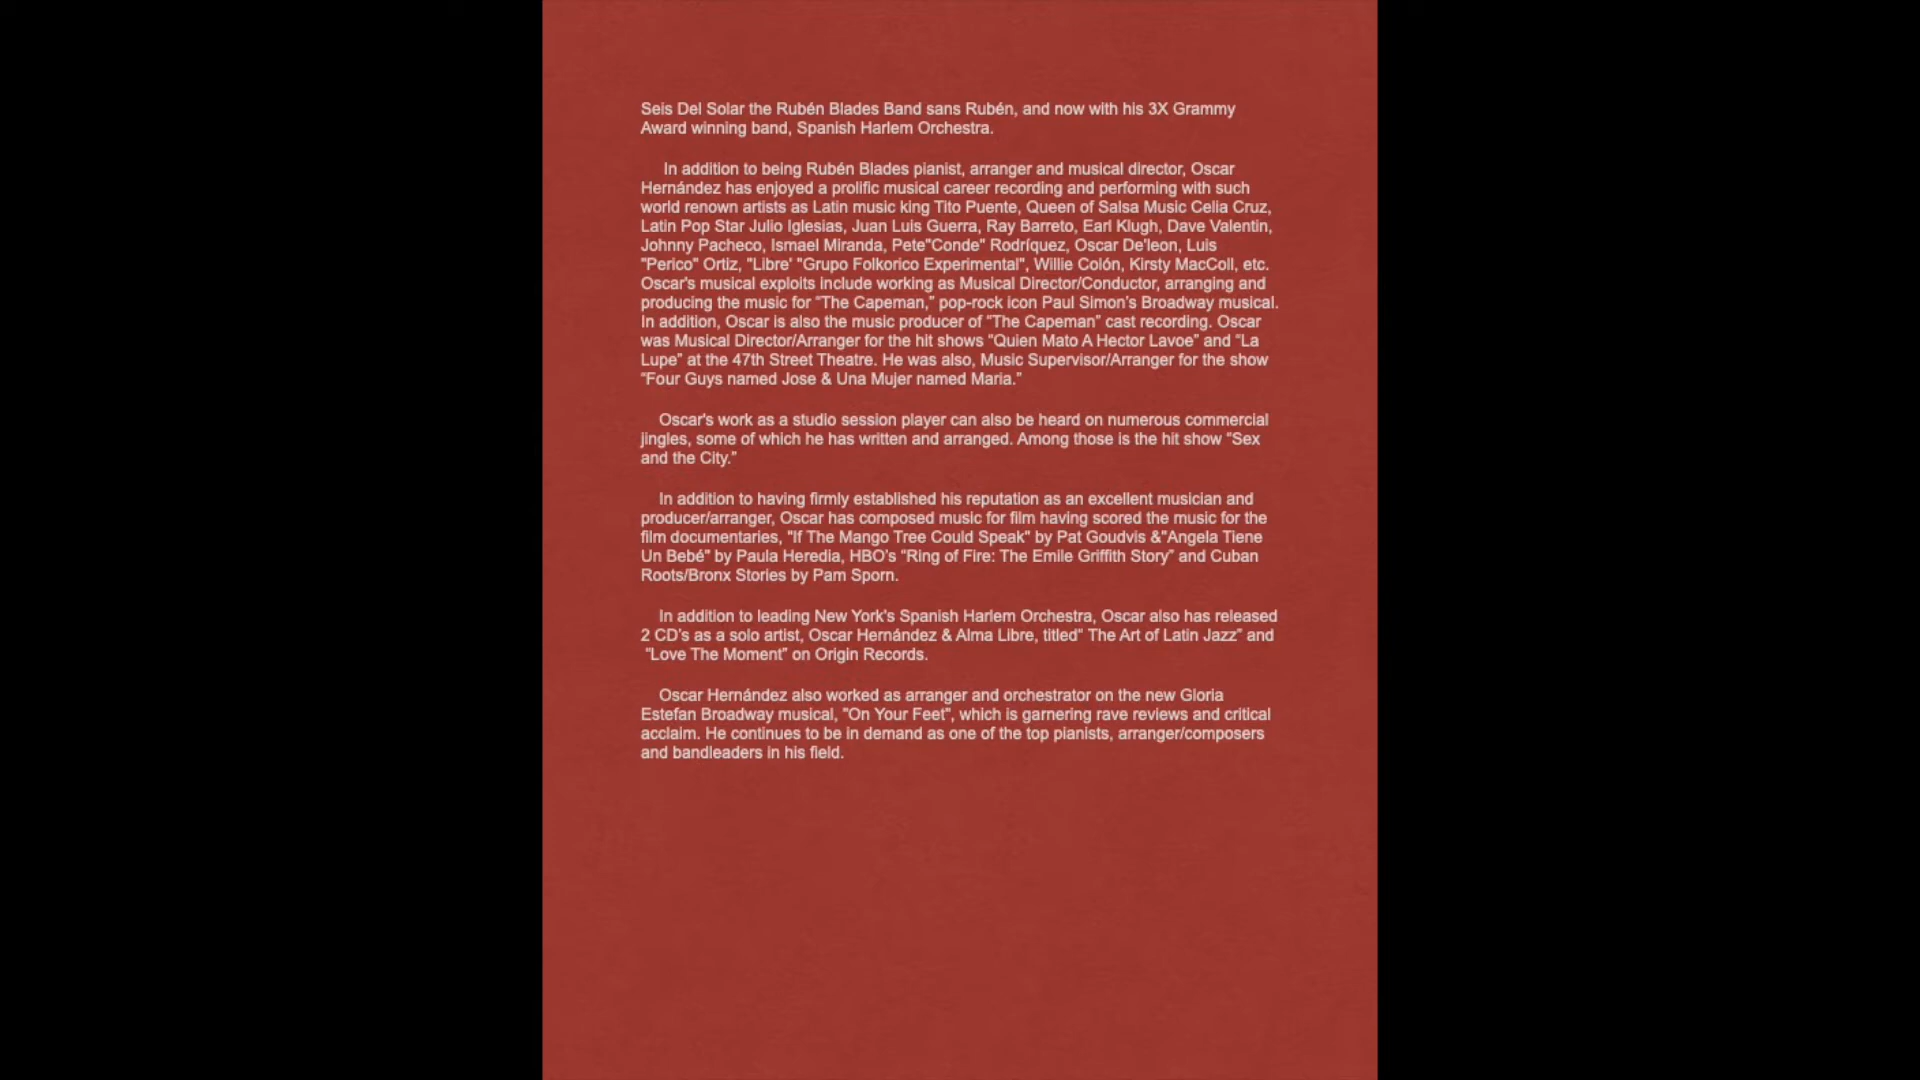 Seis Del Solar the Rubén Blades Band sans Rubén, and now with his 3X Grammy
Award winning band, Spanish Harlem Orchestra.
In addition to being Rubén Blades pianist, arranger and musical director, Oscar
Hernández has enjoyed a prolific musical career recording and performing with such
world renown artists as Latin music king Tito Puente, Queen of Salsa Music Celia Cruz,
Latin Pop Star Julio Iglesias, Juan Luis Guerra, Ray Barreto, Earl Klugh, Dave Valentin,
Johnny Pacheco, Ismael Miranda, Pete"Conde" Rodríquez, Oscar De'leon, Luis
"Perico" Ortiz, "Libre' "Grupo Folkorico Experimental", Willie Colón, Kirsty MacColl, etc.
Oscar's musical exploits include working as Musical Director/Conductor, arranging and
producing the music for “The Capeman,” pop-rock icon Paul Simon’s Broadway musical.
In addition, Oscar is also the music producer of “The Capeman” cast recording. Oscar
was Musical Director/Arranger for the hit shows “Quien Mato A Hector Lavoe” and “La
Lupe” at the 47th Street Theatre. He was also, Music Supervisor/Arranger for the show
“Four Guys named Jose & Una Mujer named Maria.”
Oscar's work as a studio session player can also be heard on numerous commercial
jingles, some of which he has written and arranged. Among those is the hit show “Sex
and the City.”
In addition to having firmly established his reputation as an excellent musician and
producer/arranger, Oscar has composed music for film having scored the music for the
film documentaries, "If The Mango Tree Could Speak" by Pat Goudvis &"Angela Tiene
Un Bebé" by Paula Heredia, HBO’s “Ring of Fire: The Emile Griffith Story” and Cuban
Roots/Bronx Stories by Pam Sporn.
In addition to leading New York's Spanish Harlem Orchestra, Oscar also has released
2 CD’s as a solo artist, Oscar Hernández & Alma Libre, titled“ The Art of Latin Jazz” and
“Love The Moment” on Origin Records.
Oscar Hernández also worked as arranger and orchestrator on the new Gloria
Estefan Broadway musical, "On Your Feet", which is garnering rave reviews and critical
acclaim. He continues to be in demand as one of the top pianists, arranger/composers
and bandleaders in his field.